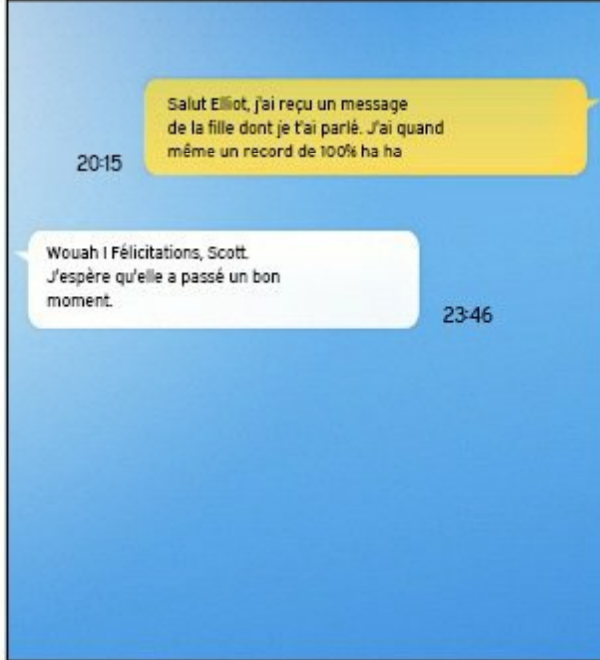 Salut Elliot, j'ai reçu un message
de la fille dont je t'ai parlé. J'ai quand
même un record de 100% ha ha
20:15
Wouah ! Félicitations, Scott.
J'espère qu'elle a passé un bon
moment.
23:46